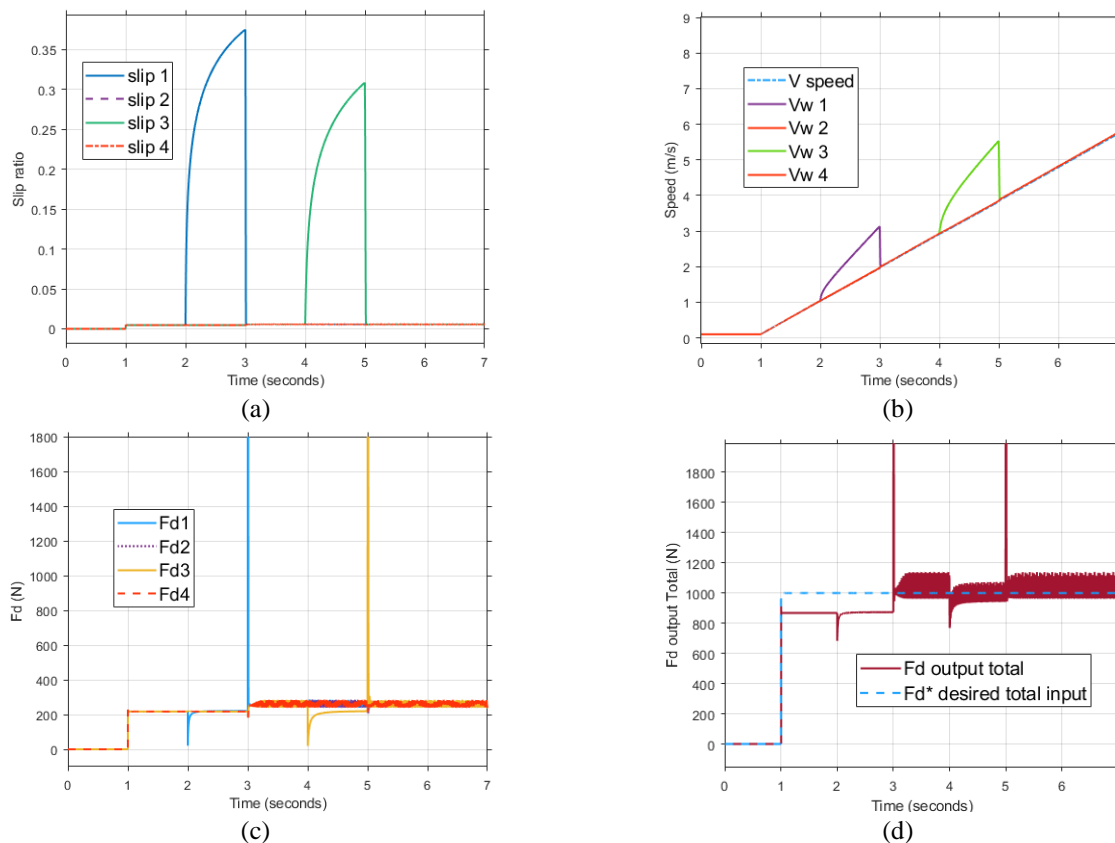 0.35
0.3
0.25
0.2
0.15
0.1
0.05
0
Slip ratio
slip 1
slip 2
slip 3
slip 4
0 1 2 3 4 5 6 7
Time (seconds)
(a)
9
8
7
6
5
4
3
2
1
0
Speed (m/s)
V speed
Vw 1
Vw 2
Vw 3
Vw 4
0 1 2 3 4 5 6
Time (seconds)
(b)
1800
1600
1400
1200
1000
800
600
400
200
0
Fd (N)
Fd1
Fd2
Fd3
Fd4
0 1 2 3 4 5 6 7
Time (seconds)
(c)
1800
1600
1400
1200
1000
800
600
400
200
0
Fd output Total (N)
Fd output total
Fd* desired total input
0 1 2 3 4 5 6
Time (seconds)
(d)